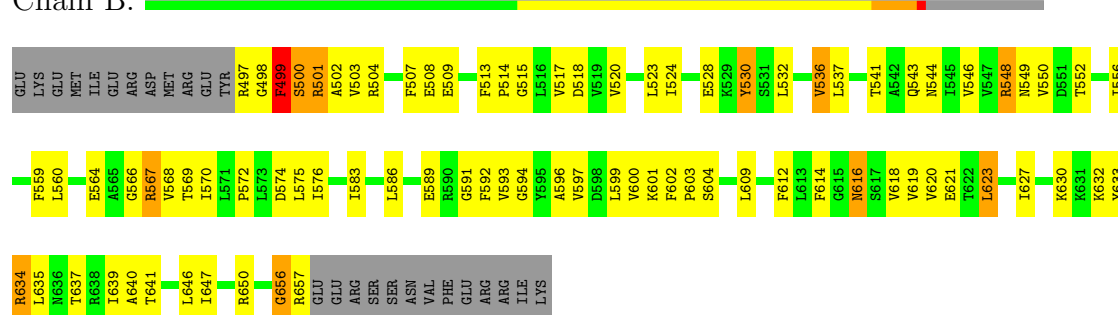 Chain B:
GLU LYS GLU MET ILE GLU ARG ASP MET ARG GLU TYR R497 G498 F499 S500 R501 A502 V503 R504 F507 E508 E509 F513 P514 G515 L516 V517 D518 V519 V520 L523 I524 E528 K529 Y530 S531 L532 V536 L537 T541 A542 Q543 N544 I545 V546 V547 R548 N549 V550 D551 T552 I556
F559 L560 E564 A565 G566 R567 V568 T569 I570 L571 P572 L573 D574 L575 I576 I583 L586 E589 R590 G591 F592 V593 G594 Y595 A596 V597 D598 L599 V600 K601 F602 P603 S604 L609 F612 L613 F614 G615 N616 S617 V618 V619 V620 E621 T622 L623 I627 K630 K631 K632 Y633
R634 L635 N636 T637 R638 I639 A640 T641 L646 I647 R650 G656 R657 GLU GLU ARG SER SER ASN VAL PHE GLU ARG ARG ILE LYS